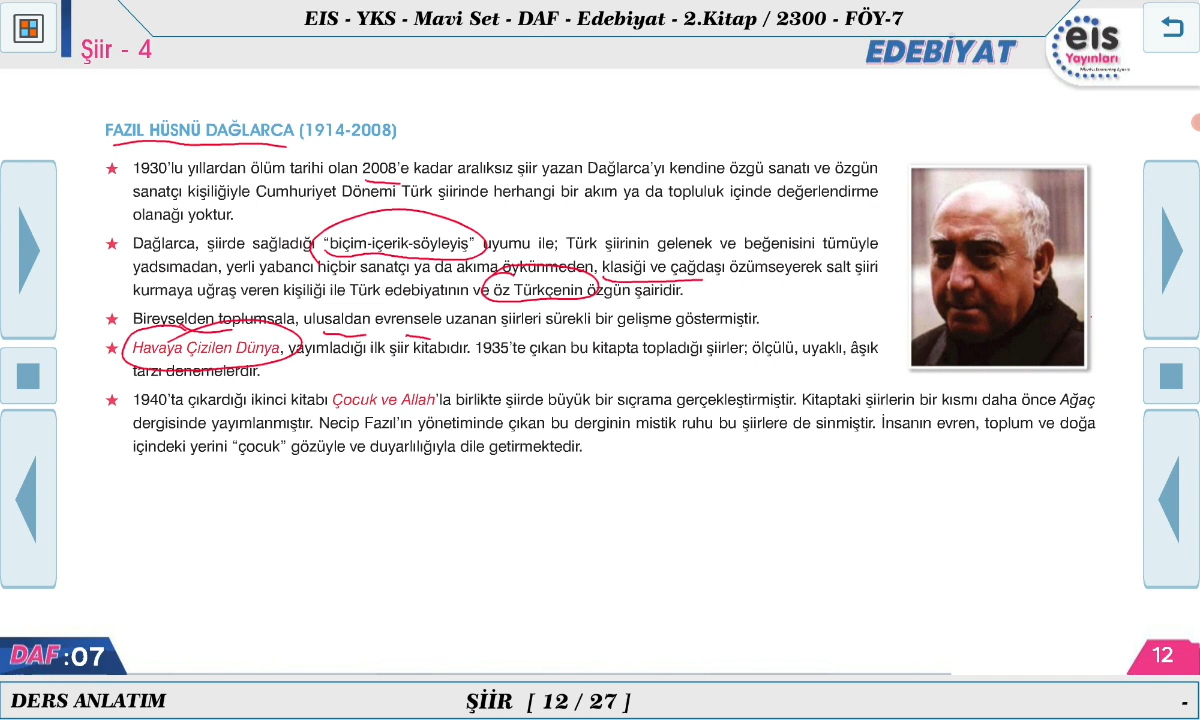 EIS - YKS - Mavi Set - DAF - Edebiyat - 2.Kitap / 2300 - FÖY-7
Şiir - 4
EDEBİYAT
eis
Yayınları
FAZIL HÜSNÜ DAĞLARCA (1914-2008)
★ 1930’lu yıllardan ölüm tarihi olan 2008’e kadar aralıksız şiir yazan Dağlarca’yı kendine özgü sanatı ve özgün
sanatçı kişiliğiyle Cumhuriyet Dönemi Türk şiirinde herhangi bir akım ya da topluluk içinde değerlendirme
olanağı yoktur.
★ Dağlarca, şiirde sağladığı “biçim-içerik-söyleyiş” uyumu ile; Türk şiirinin gelenek ve beğenisini tümüyle
yadsımadan, yerli yabancı hiçbir sanatçı ya da akıma öykünmeden, klasiği ve çağdaşı özümseyerek salt şiiri
kurmaya uğraş veren kişiliği ile Türk edebiyatının ve öz Türkçenin özgün şairidir.
★ Bireyselden toplumsala, ulusaldan evrensele uzanan şiirleri sürekli bir gelişme göstermiştir.
★ Havaya Çizilen Dünya, yayımladığı ilk şiir kitabıdır. 1935’te çıkan bu kitapta topladığı şiirler; ölçülü, uyaklı, âşık
tarzı denemelerdir.
★ 1940’ta çıkardığı ikinci kitabı Çocuk ve Allah’la birlikte şiirde büyük bir sıçrama gerçekleştirmiştir. Kitaptaki şiirlerin bir kısmı daha önce Ağaç
dergisinde yayımlanmıştır. Necip Fazıl’ın yönetiminde çıkan bu derginin mistik ruhu bu şiirlere de sinmiştir. İnsanın evren, toplum ve doğa
içindeki yerini “çocuk” gözüyle ve duyarlılığıyla dile getirmektedir.
DAF:07
12
DERS ANLATIM
ŞİİR [ 12 / 27 ]
-